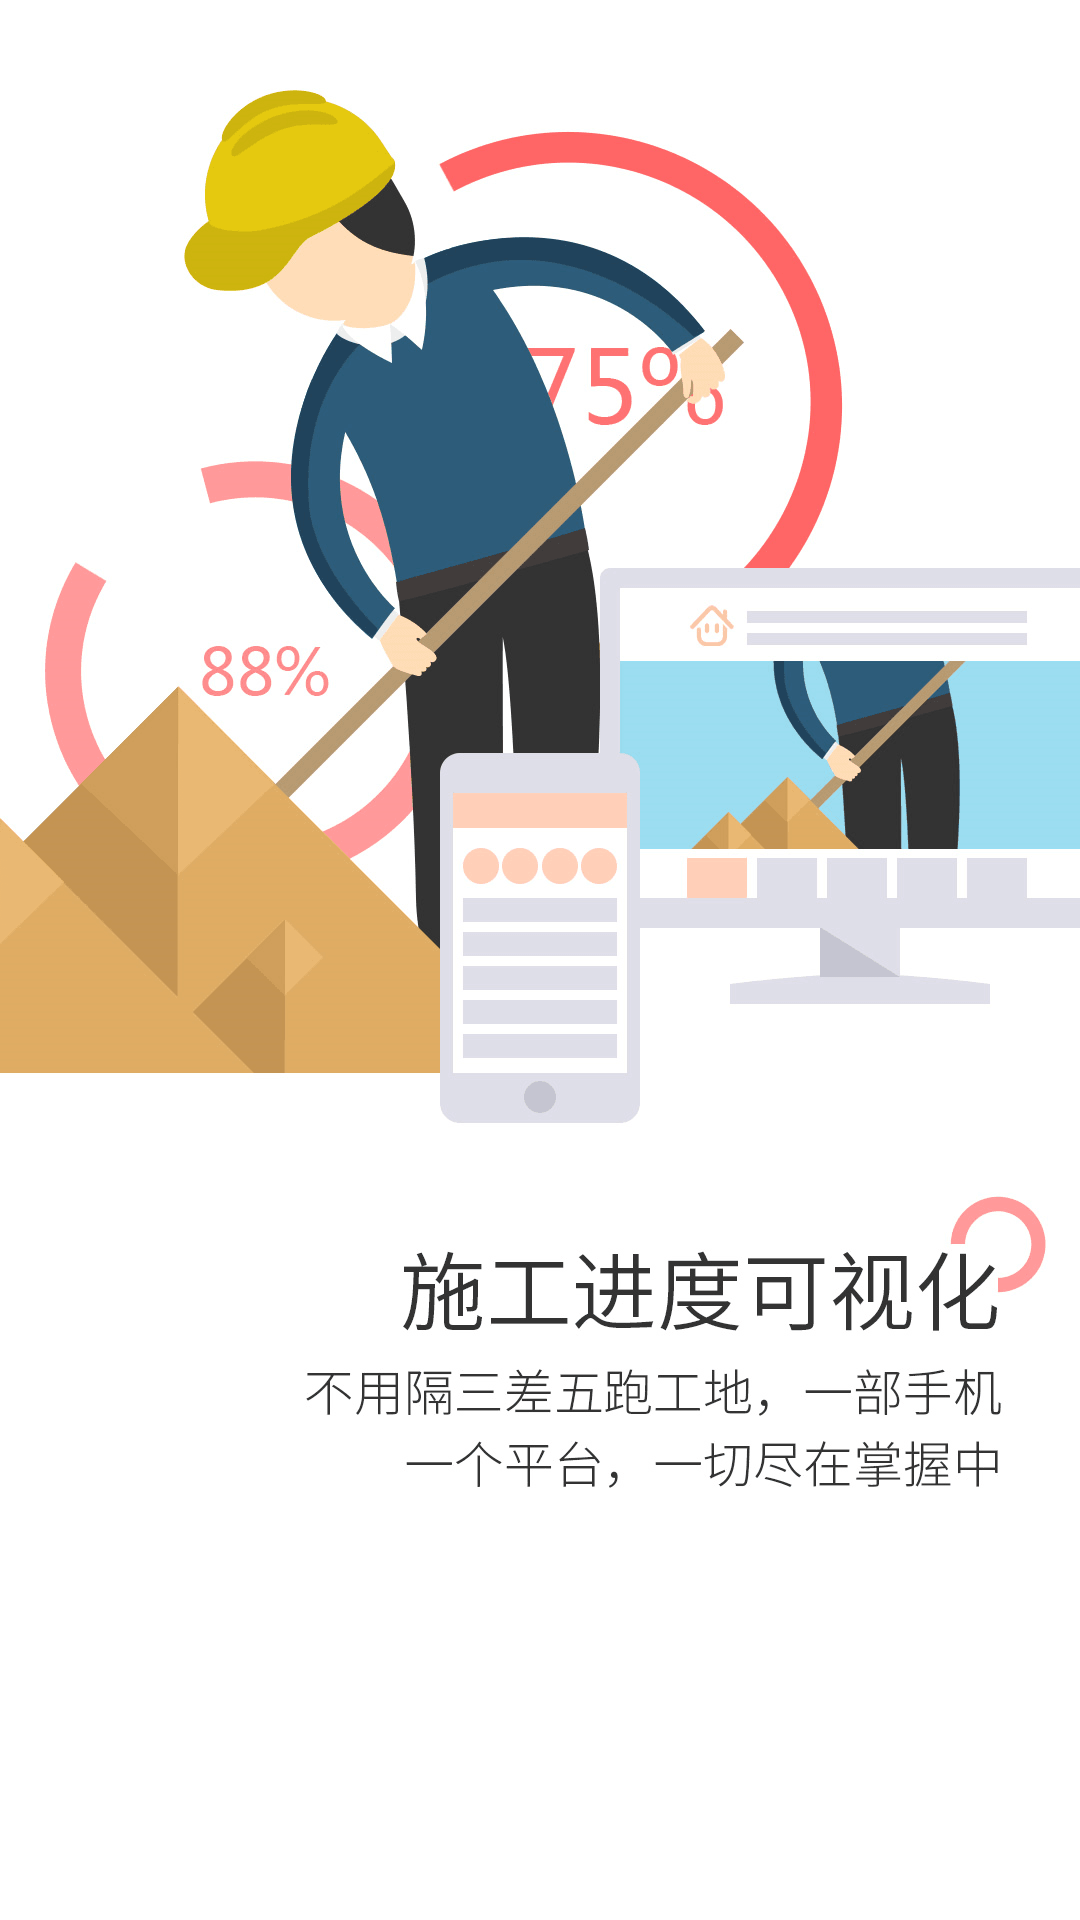 75%
88%
施工进度可视化
不用隔三差五跑工地，一部手机
一个平台，一切尽在掌握中